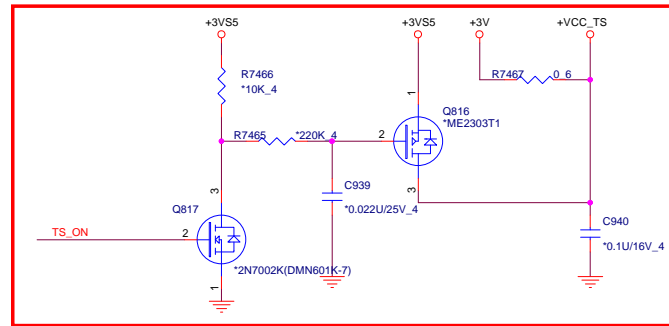 +3VS5
+3VS5
+3V
+VCC_TS
R7466
*10K_4
R7467
0_6
1
Q816
*ME2303T1
R7465
*220K_4
2
3
3
C939
*0.022U/25V_4
Q817
TS_ON
2
C940
*0.1U/16V_4
*2N7002K(DMN601K-7)
1